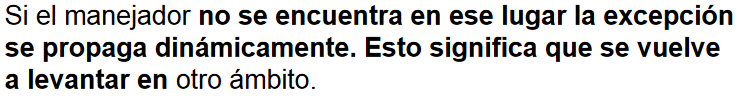 Si el manejador no se encuentra en ese lugar la excepción
se propaga dinámicamente. Esto significa que se vuelve
a levantar en otro ámbito.